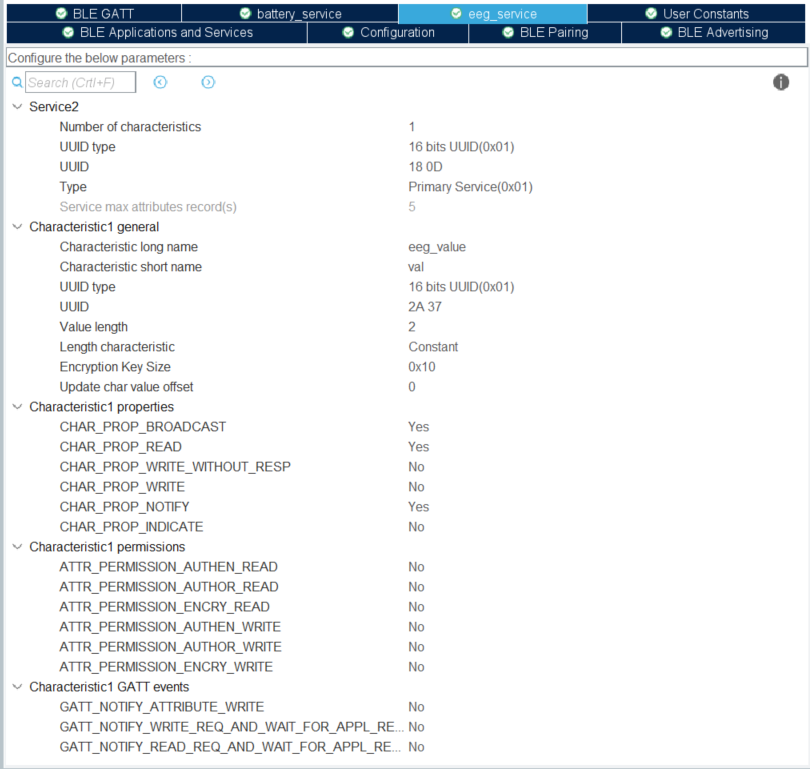 BLE GATT battery_service eeg_service User Constants
BLE Applications and Services Configuration BLE Pairing BLE Advertising
Configure the below parameters :
Search (Crtl+F)
Service2
Number of characteristics 1
UUID type 16 bits UUID(0x01)
UUID 18 0D
Type Primary Service(0x01)
Service max attributes record(s) 5
Characteristic1 general
Characteristic long name eeg_value
Characteristic short name val
UUID type 16 bits UUID(0x01)
UUID 2A 37
Value length 2
Length characteristic Constant
Encryption Key Size 0x10
Update char value offset 0
Characteristic1 properties
CHAR_PROP_BROADCAST Yes
CHAR_PROP_READ Yes
CHAR_PROP_WRITE_WITHOUT_RESP No
CHAR_PROP_WRITE No
CHAR_PROP_NOTIFY Yes
CHAR_PROP_INDICATE No
Characteristic1 permissions
ATTR_PERMISSION_AUTHEN_READ No
ATTR_PERMISSION_AUTHOR_READ No
ATTR_PERMISSION_ENCRY_READ No
ATTR_PERMISSION_AUTHEN_WRITE No
ATTR_PERMISSION_AUTHOR_WRITE No
ATTR_PERMISSION_ENCRY_WRITE No
Characteristic1 GATT events
GATT_NOTIFY_ATTRIBUTE_WRITE No
GATT_NOTIFY_WRITE_REQ_AND_WAIT_FOR_APPL_RE... No
GATT_NOTIFY_READ_REQ_AND_WAIT_FOR_APPL_RE... No